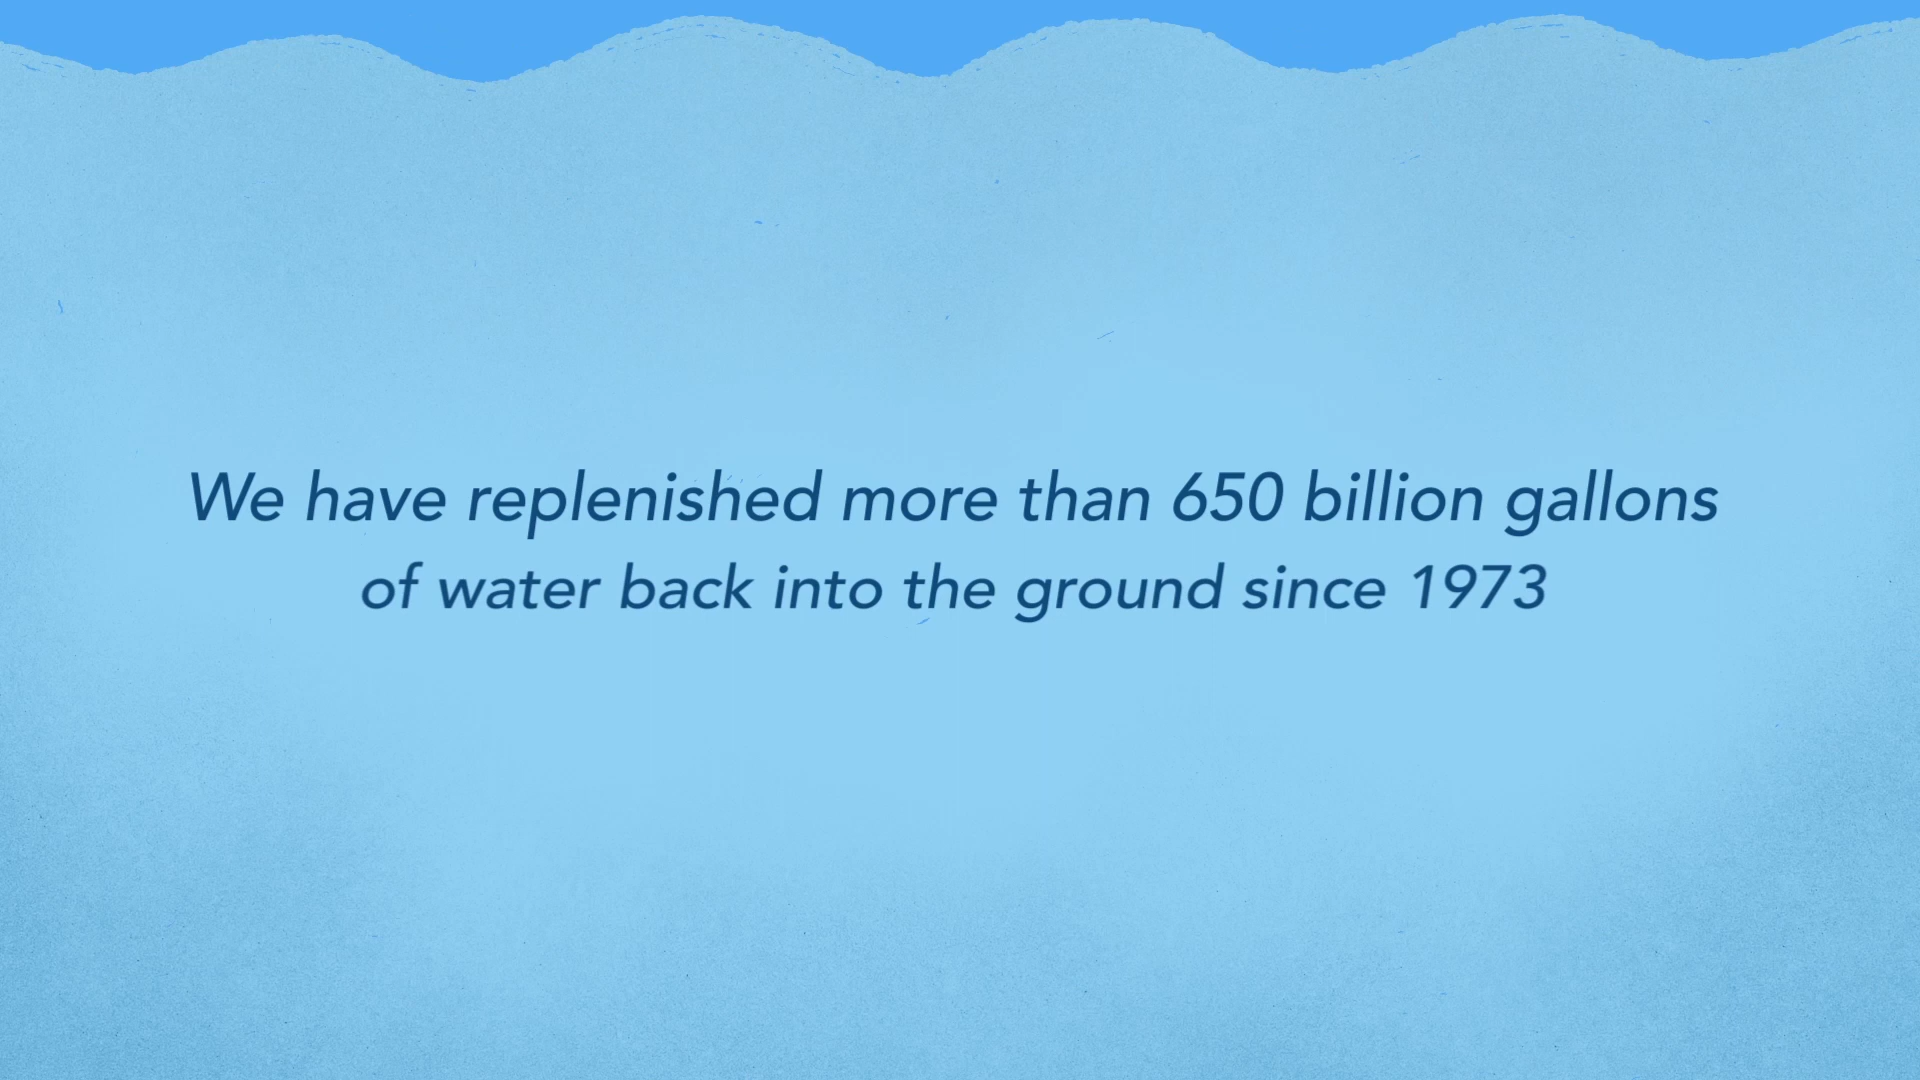 We have replenished more than 650 billion gallons
of water back into the ground since 1973